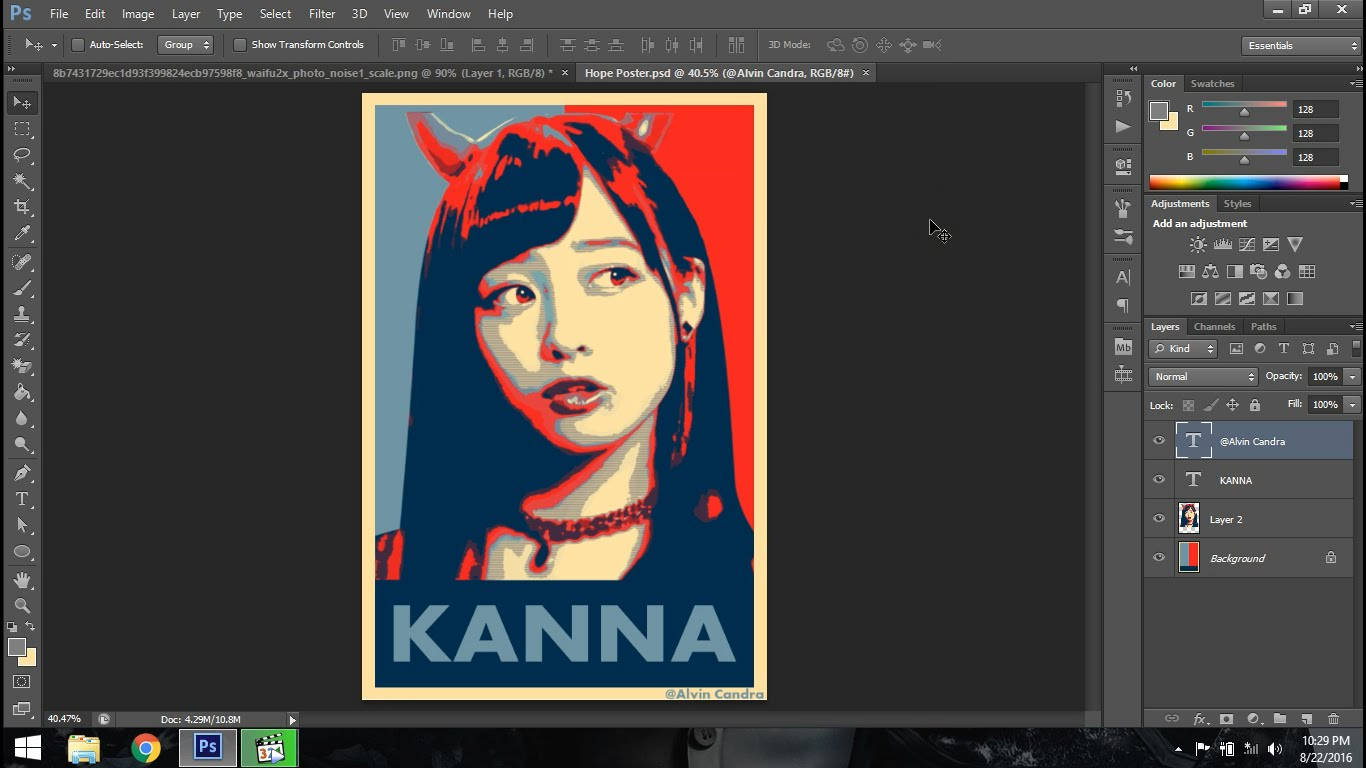 Ps File Edit Image Layer Type Select Filter 3D View Window Help
Auto-Select: Group Show Transform Controls 3D Mode: Essentials
8b7431729ec1d93f399824ecb97598f8_waifu2x_photo_noise1_scale.png @ 90% (Layer 1, RGB/8) * × Hope Poster.psd @ 40.5% (@Alvin Candra, RGB/8#) ×
Color Swatches
R 128
G 128
B 128
Adjustments Styles
Add an adjustment
Layers Channels Paths
Kind
Normal Opacity: 100%
Lock: Fill: 100%
@Alvin Candra
KANNA
Layer 2
Background
Mb
KANNA
@Alvin Candra
40.47% Doc: 4.29M/10.8M
Ps 10:29 PM
8/22/2016